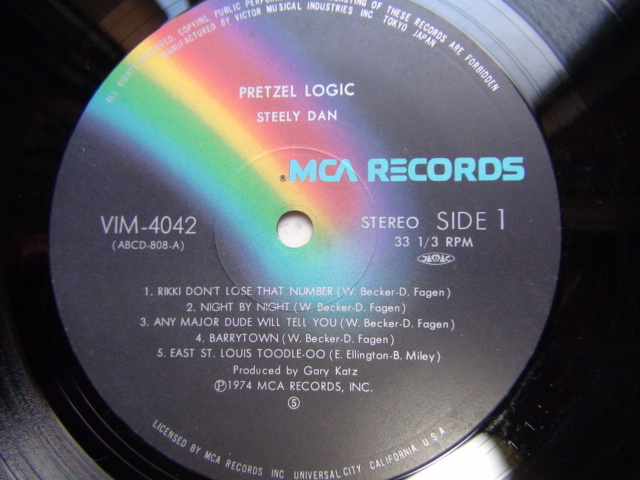 ALL RIGHTS RESERVED. COPYING, PUBLIC PERFORMANCE
CASTING OF THESE RECORDS ARE FORBIDDEN
MANUFACTURED BY VICTOR MUSICAL INDUSTRIES INC TOKYO JAPAN
PRETZEL LOGIC
STEELY DAN
® MCA RECORDS
VIM-4042
(ABCD-808-A)
STEREO SIDE 1
33 1/3 RPM
JASRAC
1. RIKKI DON'T LOSE THAT NUMBER (W. Becker-D. Fagen)
2. NIGHT BY NIGHT (W. Becker-D. Fagen)
3. ANY MAJOR DUDE WILL TELL YOU (W. Becker-D. Fagen)
4. BARRYTOWN (W. Becker-D. Fagen)
5. EAST ST. LOUIS TOODLE-OO (E. Ellington-B. Miley)
Produced by Gary Katz
Ⓟ1974 MCA RECORDS, INC.
⑤
LICENSED BY MCA RECORDS INC UNIVERSAL CITY. CALIFORNIA, U.S.A